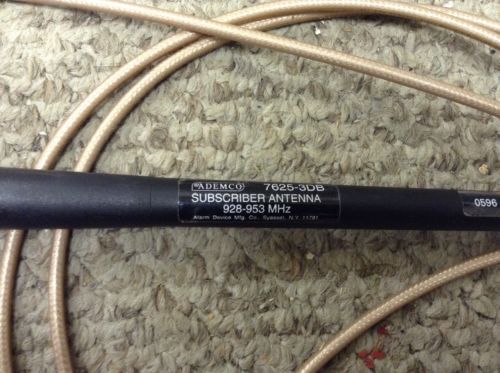 ADEMCO 7625-3DB
SUBSCRIBER ANTENNA
928-953 MHz
Alarm Device Mfg. Co., Syosset, N.Y. 11791
0596